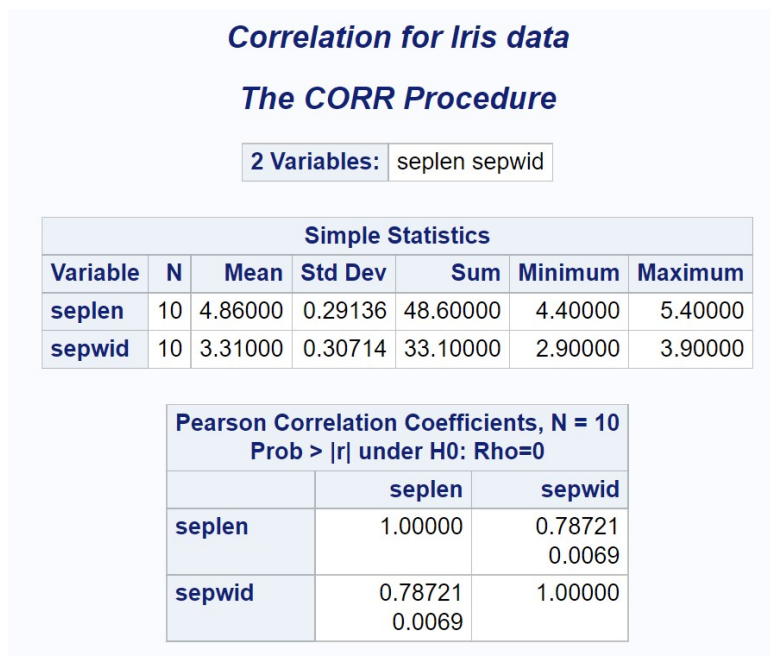 Correlation for Iris data
The CORR Procedure
2 Variables: seplen sepwid
Simple Statistics
Variable N Mean Std Dev Sum Minimum Maximum
seplen 10 4.86000 0.29136 48.60000 4.40000 5.40000
sepwid 10 3.31000 0.30714 33.10000 2.90000 3.90000
Pearson Correlation Coefficients, N = 10
Prob > |r| under H0: Rho=0
seplen sepwid
seplen 1.00000 0.78721
0.0069
sepwid 0.78721 1.00000
0.0069